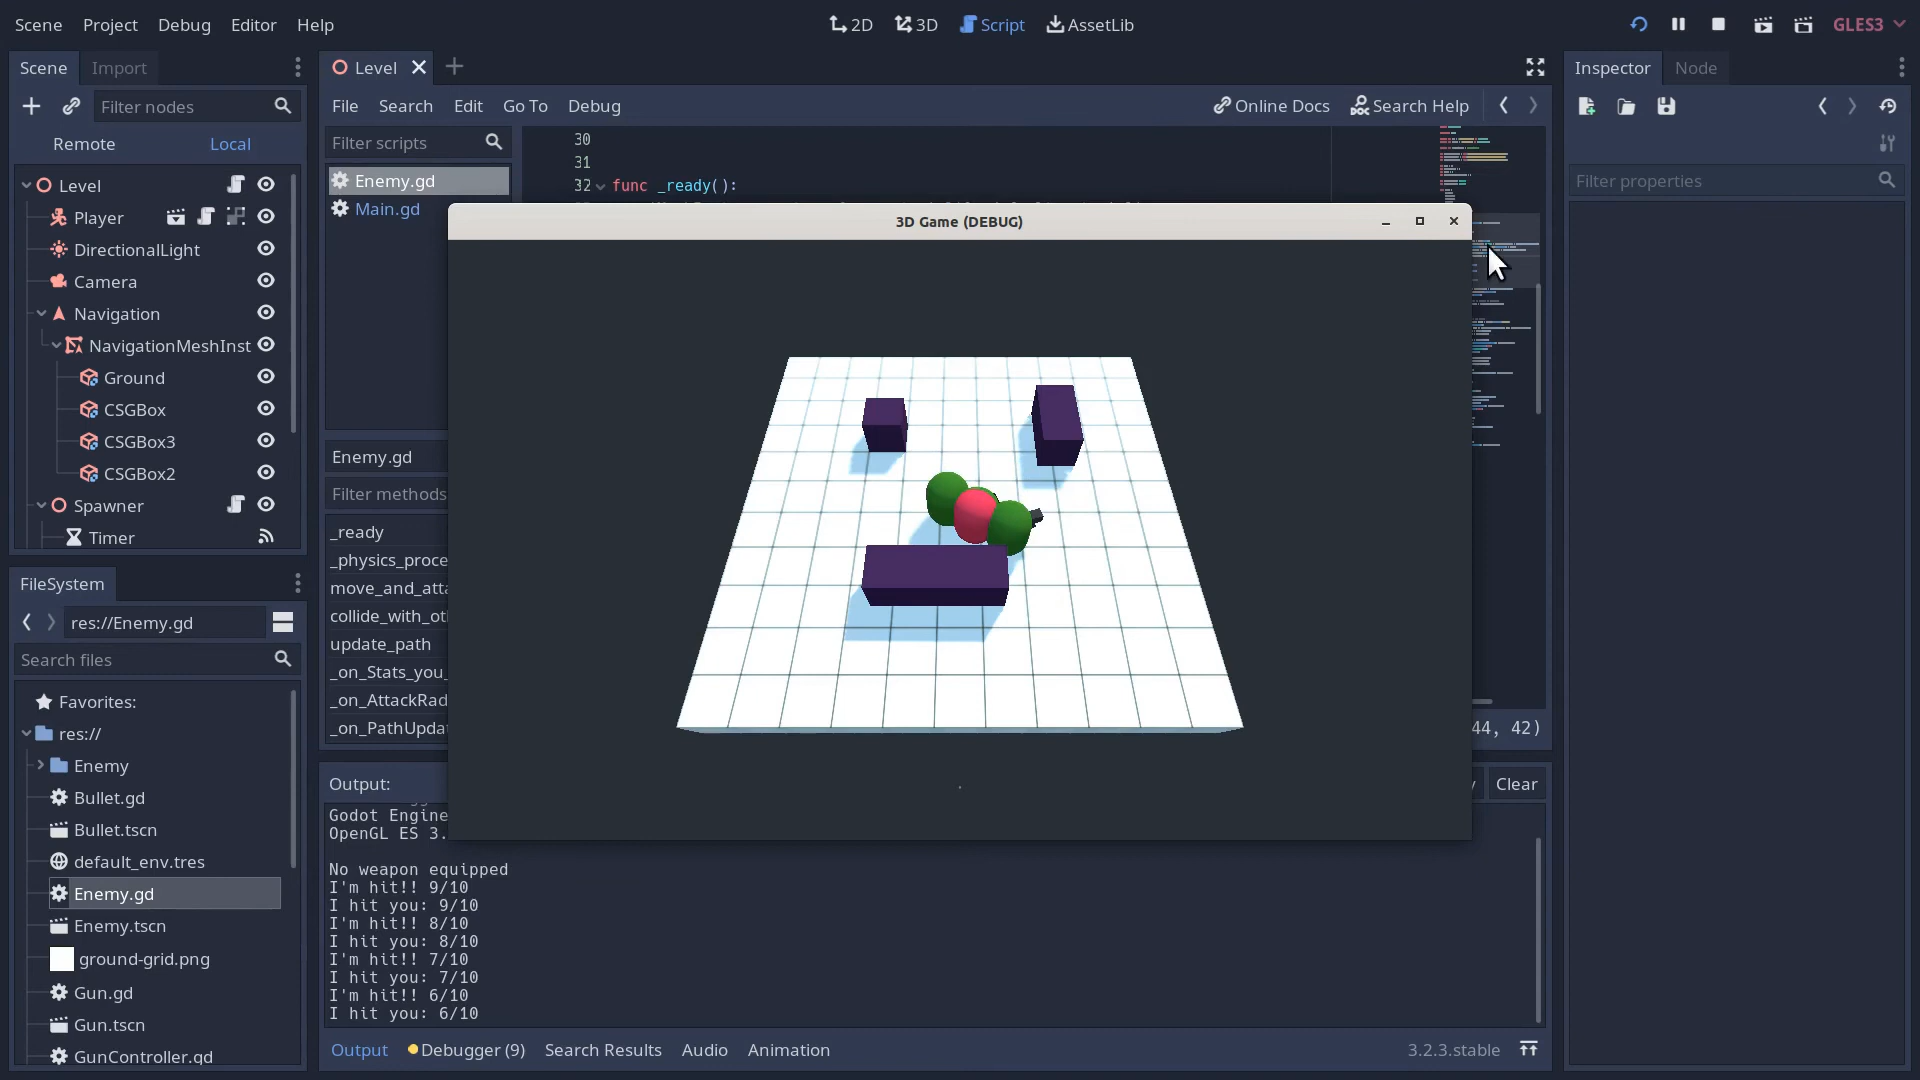 Scene Project Debug Editor Help 2D 3D Script AssetLib GLES3
Scene Import
Filter nodes
Remote Local
Level
Player
DirectionalLight
Camera
Navigation
NavigationMeshInst
Ground
CSGBox
CSGBox3
CSGBox2
Spawner
Timer
FileSystem
res://Enemy.gd
Search files
Favorites:
res://
Enemy
Bullet.gd
Bullet.tscn
default_env.tres
Enemy.gd
Enemy.tscn
ground-grid.png
Gun.gd
Gun.tscn
GunController.gd
Level
File Search Edit Go To Debug Online Docs Search Help
Filter scripts
Enemy.gd
Main.gd
Enemy.gd
Filter methods
_ready
_physics_proce
move_and_atta
collide_with_ot
update_path
_on_Stats_you_
_on_AttackRad
_on_PathUpda
30
31
32 func _ready():
3D Game (DEBUG)
44, 42)
Output:
Clear
Godot Engine
OpenGL ES 3.
No weapon equipped
I'm hit!! 9/10
I hit you: 9/10
I'm hit!! 8/10
I hit you: 8/10
I'm hit!! 7/10
I hit you: 7/10
I'm hit!! 6/10
I hit you: 6/10
Output Debugger (9) Search Results Audio Animation 3.2.3.stable
Inspector Node
Filter properties